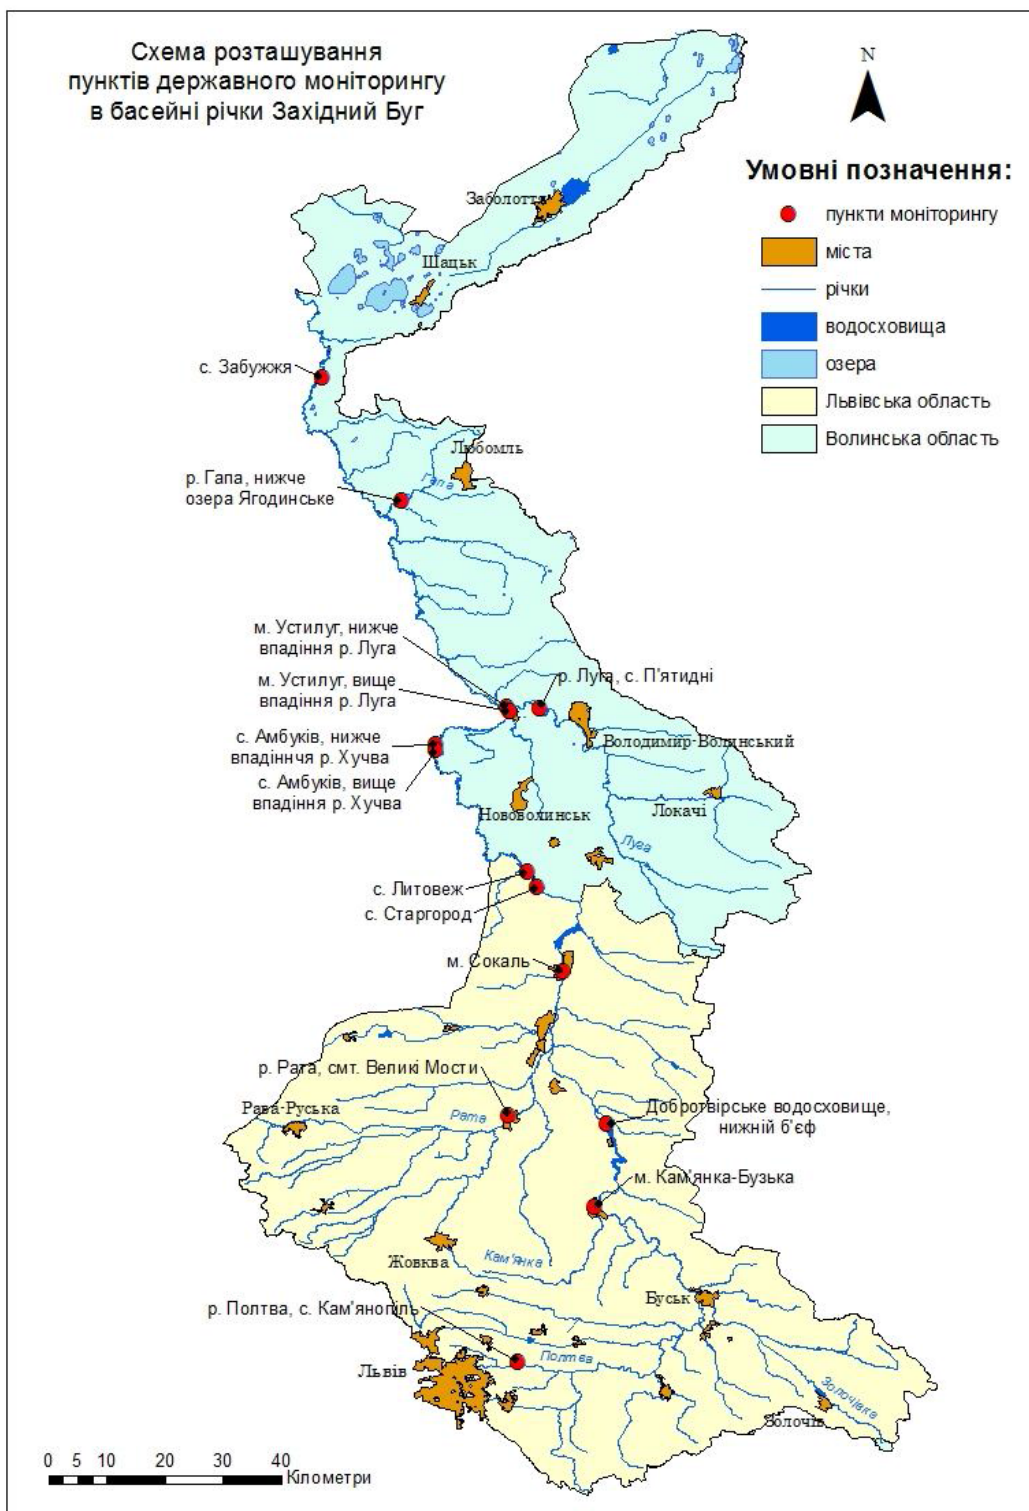 Схема розташування
пунктів державного моніторингу
в басейні річки Західний Буг
N
Умовні позначення:
пункти моніторингу
міста
річки
водосховища
озера
Львівська область
Волинська область
Заболоття
Шацьк
с. Забужжя
Любомль
Гапа
р. Гапа, нижче
озера Ягодинське
м. Устилуг, нижче
впадіння р. Луга
м. Устилуг, вище
впадіння р. Луга
р. Луга, с. П'ятидні
Володимир-Волинський
с. Амбуків, нижче
впадіннчя р. Хучва
с. Амбуків, вище
впадіння р. Хучва
Нововолинськ
Локачі
Луга
с. Литовеж
с. Старгород
м. Сокаль
р. Рата, смт. Великі Мости
Рава-Руська
Рата
Добротвірське водосховище,
нижній б'єф
м. Кам'янка-Бузька
Жовква
Кам'янка
Буськ
р. Полтва, с. Кам'янопіль
Полтва
Львів
Золочівка
Золочів
0 5 10 20 30 40
Кілометри